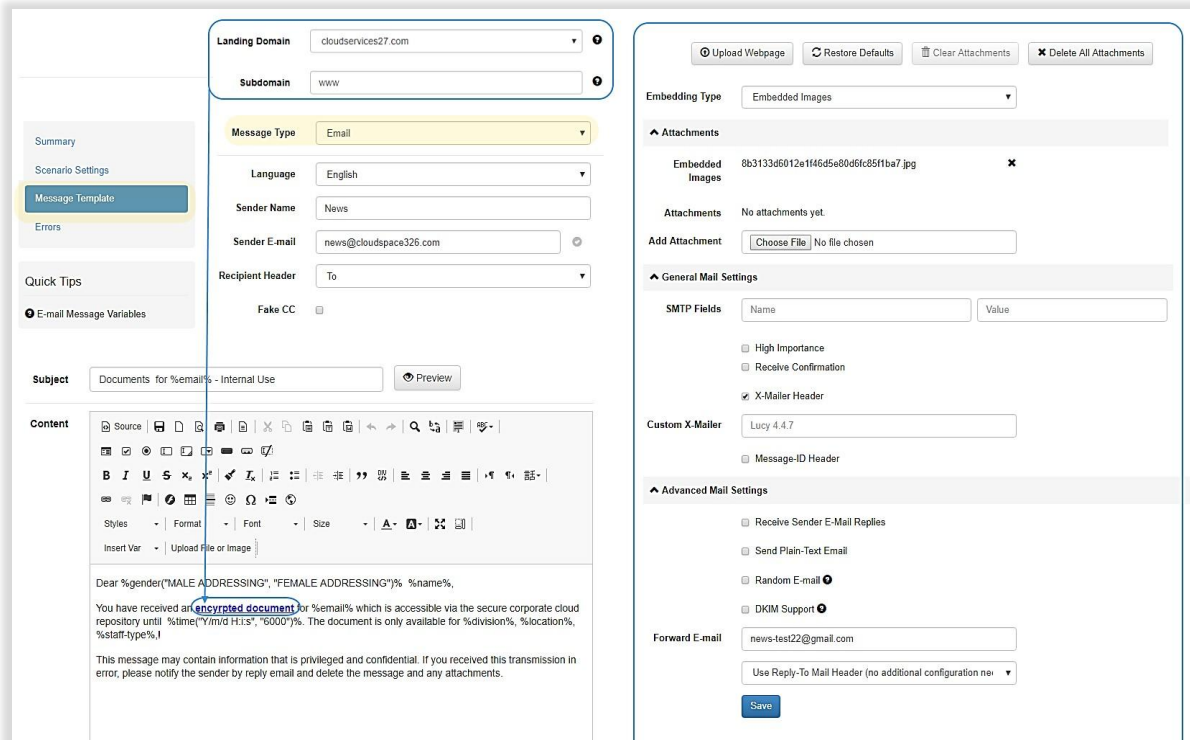 Landing Domain cloudservices27.com
Subdomain www
Message Type Email
Summary
Scenario Settings
Message Template
Errors
Quick Tips
E-mail Message Variables
Language English
Sender Name News
Sender E-mail news@cloudspace326.com
Recipient Header To
Fake CC
Subject Documents for %email% - Internal Use Preview
Content
Source
Styles Format Font Size
Insert Var Upload File or Image
Dear %gender("MALE ADDRESSING", "FEMALE ADDRESSING")% %name%,
You have received an encyrpted document for %email% which is accessible via the secure corporate cloud
repository until %time("Y/m/d H:i:s", "6000")%. The document is only available for %division%, %location%,
%staff-type%,!
This message may contain information that is privileged and confidential. If you received this transmission in
error, please notify the sender by reply email and delete the message and any attachments.
Upload Webpage Restore Defaults Clear Attachments Delete All Attachments
Embedding Type Embedded Images
Attachments
Embedded 8b3133d6012e1f46d5e80d6fc85f1ba7.jpg
Images
Attachments No attachments yet.
Add Attachment Choose File No file chosen
General Mail Settings
SMTP Fields Name Value
High Importance
Receive Confirmation
X-Mailer Header
Custom X-Mailer Lucy 4.4.7
Message-ID Header
Advanced Mail Settings
Receive Sender E-Mail Replies
Send Plain-Text Email
Random E-mail
DKIM Support
Forward E-mail news-test22@gmail.com
Use Reply-To Mail Header (no additional configuration nee
Save